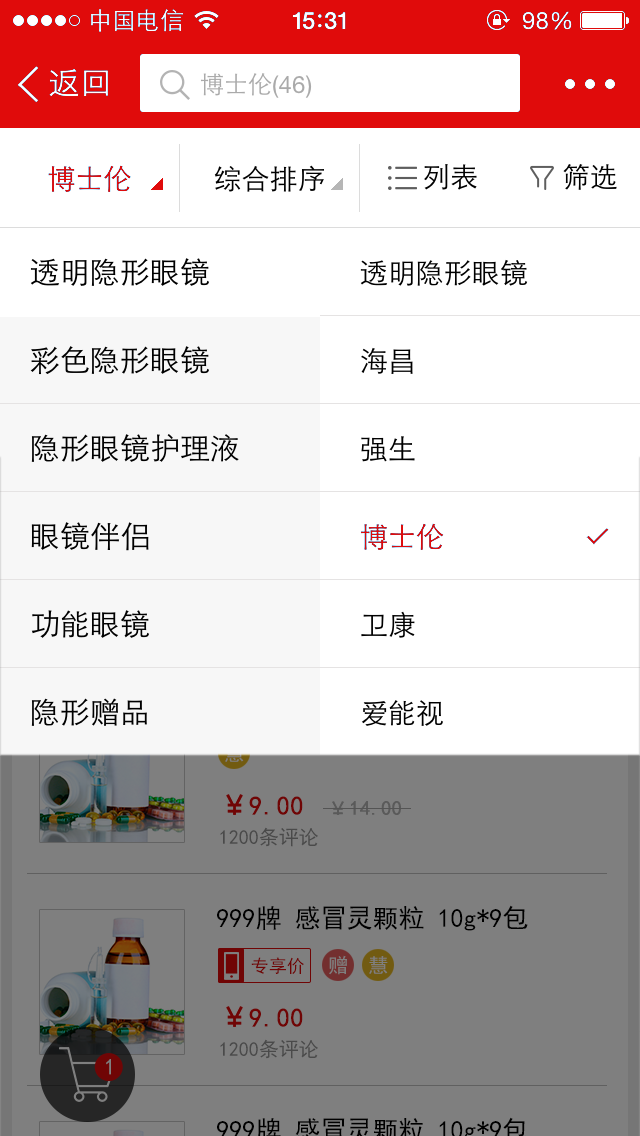 中国电信 15:31 98%
返回 博士伦(46)
博士伦 综合排序 列表 筛选
透明隐形眼镜 透明隐形眼镜
彩色隐形眼镜 海昌
隐形眼镜护理液 强生
眼镜伴侣 博士伦
功能眼镜 卫康
隐形赠品 爱能视
慧
¥9.00 ¥14.00
1200条评论
999牌 感冒灵颗粒 10g*9包
专享价 赠 慧
¥9.00
1200条评论
1
999牌 感冒灵颗粒 10g*9包